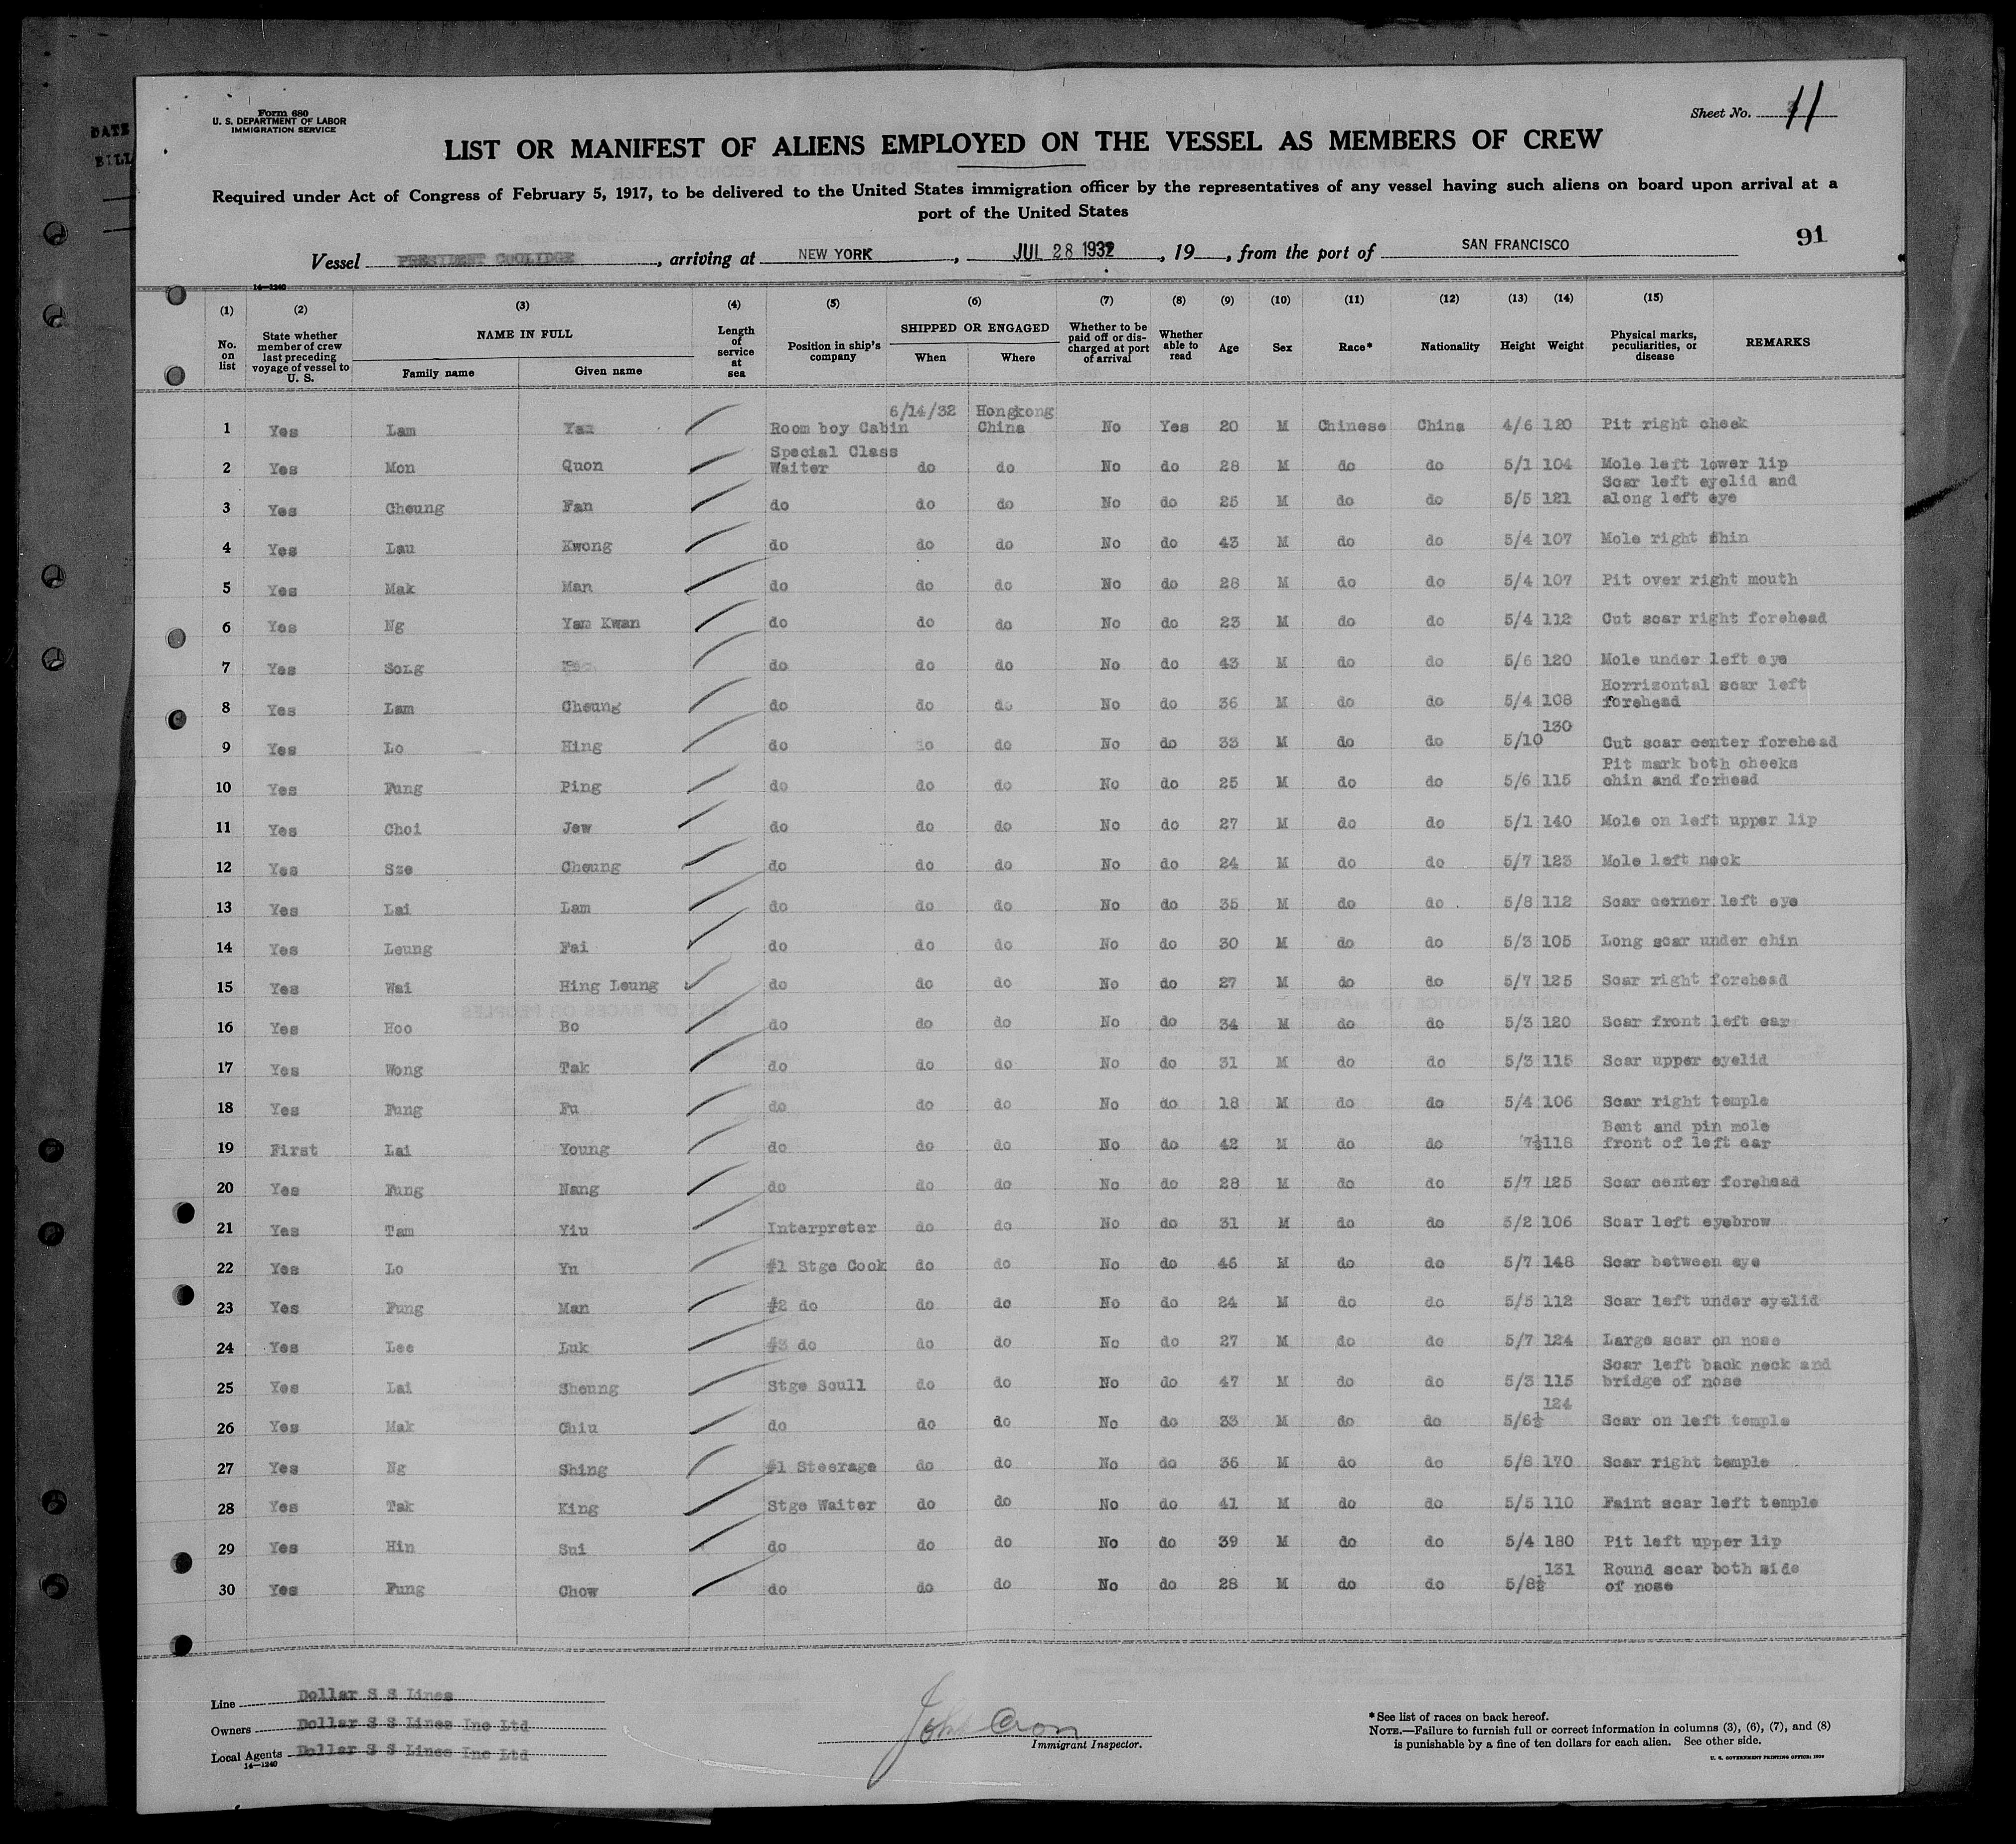 DATE
BILL
Form 680
U. S. DEPARTMENT OF LABOR
IMMIGRATION SERVICE
Sheet No. 11
LIST OR MANIFEST OF ALIENS EMPLOYED ON THE VESSEL AS MEMBERS OF CREW
Required under Act of Congress of February 5, 1917, to be delivered to the United States immigration officer by the representatives of any vessel having such aliens on board upon arrival at a
port of the United States
91
Vessel PRESIDENT COOLIDGE, arriving at NEW YORK, JUL 28 1932, 19 , from the port of SAN FRANCISCO
14—1240
(1) (2) (3) (4) (5) (6) (7) (8) (9) (10) (11) (12) (13) (14) (15)
No. on list | State whether member of crew last preceding voyage of vessel to U. S. | NAME IN FULL | Length of service at sea | Position in ship's company | SHIPPED OR ENGAGED | Whether to be paid off or discharged at port of arrival | Whether able to read | Age | Sex | Race* | Nationality | Height | Weight | Physical marks, peculiarities, or disease | REMARKS
Family name | Given name | When | Where
1 Yes Lam Yan Room boy Cabin 6/14/32 Hongkong China No Yes 20 M Chinese China 4/6 120 Pit right cheek
2 Yes Mon Quon Special Class Waiter do do No do 28 M do do 5/1 104 Mole left lower lip
3 Yes Cheung Fan do do do No do 25 M do do 5/5 121 Scar left eyelid and along left eye
4 Yes Lau Kwong do do do No do 43 M do do 5/4 107 Mole right shin
5 Yes Mak Man do do do No do 28 M do do 5/4 107 Pit over right mouth
6 Yes Ng Yam Kwan do do do No do 23 M do do 5/4 112 Cut scar right forehead
7 Yes Song do do do No do 43 M do do 5/6 120 Mole under left eye
8 Yes Lam Cheung do do do No do 36 M do do 5/4 108 Horrizontal scar left forehead
9 Yes Lo Hing do do do No do 33 M do do 5/10 130 Cut scar center forehead
10 Yes Fung Ping do do do No do 25 M do do 5/6 115 Pit mark both cheeks chin and forhead
11 Yes Choi Jew do do do No do 27 M do do 5/1 140 Mole on left upper lip
12 Yes Sze Cheung do do do No do 24 M do do 5/7 123 Mole left neck
13 Yes Lai Lam do do do No do 35 M do do 5/8 112 Scar corner left eye
14 Yes Leung Fai do do do No do 30 M do do 5/3 105 Long scar under chin
15 Yes Wai Hing Leung do do do No do 27 M do do 5/7 125 Scar right forehead
16 Yes Hoo Bo do do do No do 34 M do do 5/3 120 Scar front left ear
17 Yes Wong Tak do do do No do 31 M do do 5/3 115 Scar upper eyelid
18 Yes Fung Fu do do do No do 18 M do do 5/4 106 Scar right temple
19 First Lai Young do do do No do 42 M do do 7½ 118 Bent and pin mole front of left ear
20 Yes Fung Nang do do do No do 28 M do do 5/7 125 Scar center forehead
21 Yes Tam Yiu Interpreter do do No do 31 M do do 5/2 106 Scar left eyebrow
22 Yes Lo Yu #1 Stge Cook do do No do 46 M do do 5/7 148 Scar between eye
23 Yes Fung Man #2 do do do No do 24 M do do 5/5 112 Scar left under eyelid
24 Yes Lee Luk #3 do do do No do 27 M do do 5/7 124 Large scar on nose
25 Yes Lai Sheung Stge Scull do do No do 47 M do do 5/3 115 Scar left back neck and bridge of nose
26 Yes Mak Chiu do do do No do 33 M do do 5/6½ 124 Scar on left temple
27 Yes Ng Shing #1 Steerage do do No do 36 M do do 5/8 170 Scar right temple
28 Yes Tak King Stge Waiter do do No do 41 M do do 5/5 110 Faint scar left temple
29 Yes Hin Sui do do do No do 39 M do do 5/4 180 Pit left upper lip
30 Yes Fung Chow do do do No do 28 M do do 5/8½ 131 Round scar both side of nose
Line Dollar S S Lines
Owners Dollar S S Lines Inc Ltd
Local Agents Dollar S S Lines Inc Ltd
14—1240
John Cron
Immigrant Inspector.
*See list of races on back hereof.
NOTE.—Failure to furnish full or correct information in columns (3), (6), (7), and (8)
is punishable by a fine of ten dollars for each alien. See other side.
U. S. GOVERNMENT PRINTING OFFICE: 1929